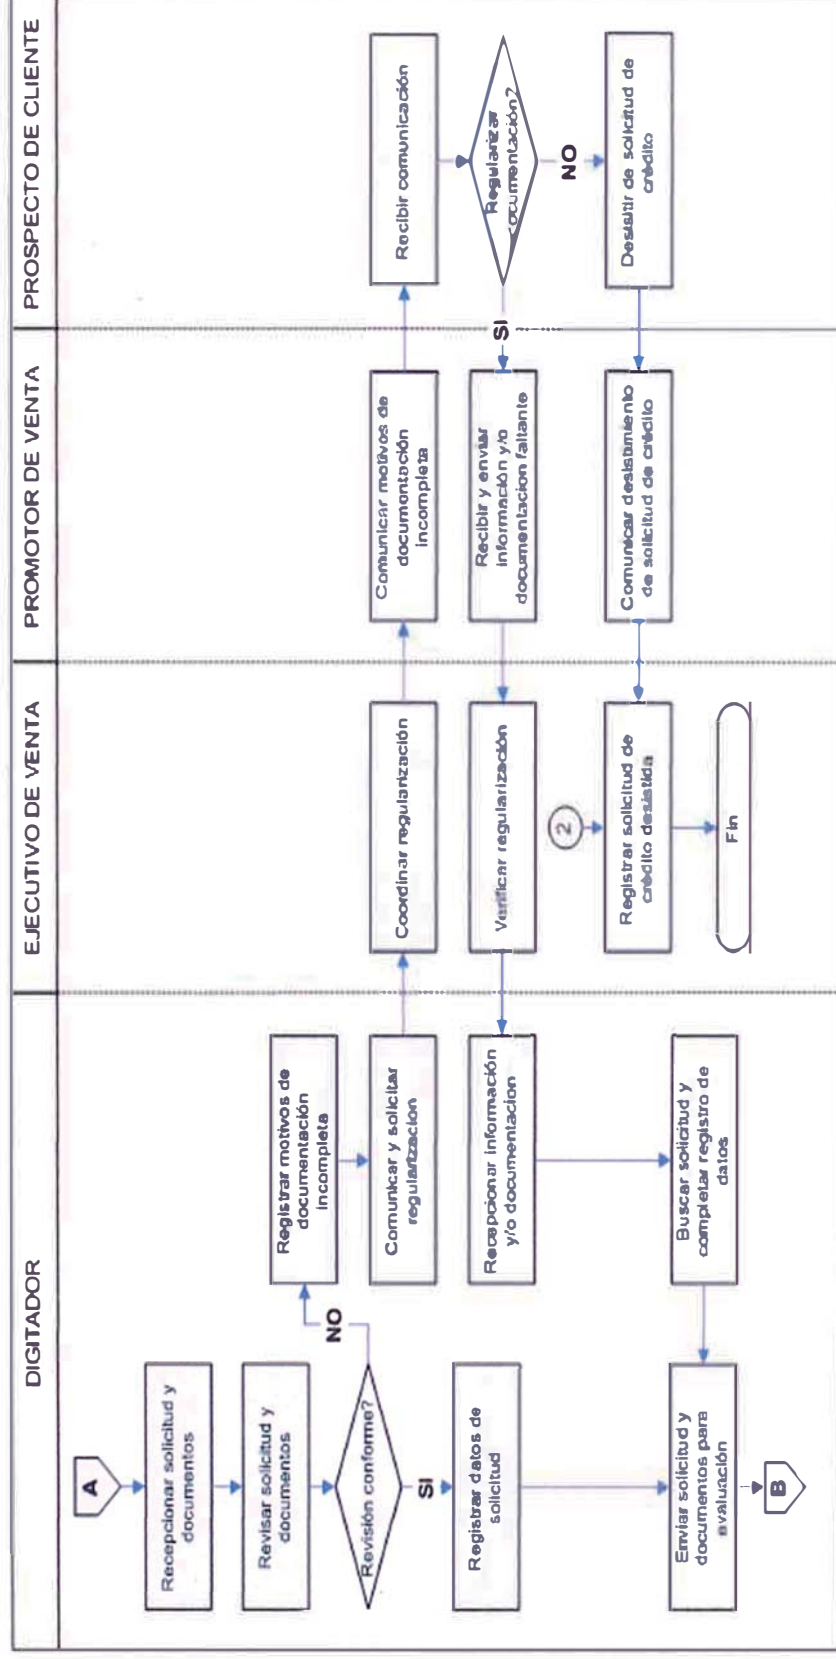 DIGITADOR
EJECUTIVO DE VENTA
PROMOTOR DE VENTA
PROSPECTO DE CLIENTE
A
Recepcionar solicitud y
documentos
Revisar solicitud y
documentos
Revisión conforme?
NO
SI
Registrar motivos de
documentación
incompleta
Comunicar y solicitar
regularizacion
Coordinar regularización
Comunicar motivos de
documentación
incompleta
Recibir comunicación
Regularizar
documentación?
SI
NO
Registrar datos de
solicitud
Recepcionar información
y/o documentacion
Verificar regularización
Recibir y enviar
información y/o
documentacion faltante
2
Registrar solicitud de
crédito desistida
Comunicar desistimiento
de solicitud de crédito
Desisitir de solicitud de
crédito
Fin
Enviar solicitud y
documentos para
evaluación
Buscar solicitud y
completar registro de
datos
B